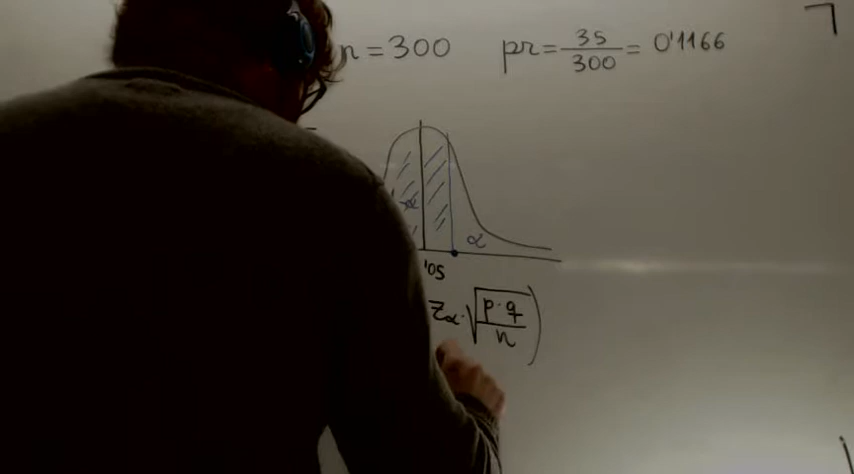 n = 300 pr = 35/300 = 0'1166
α α
'05
Zα · √(p · q / n))